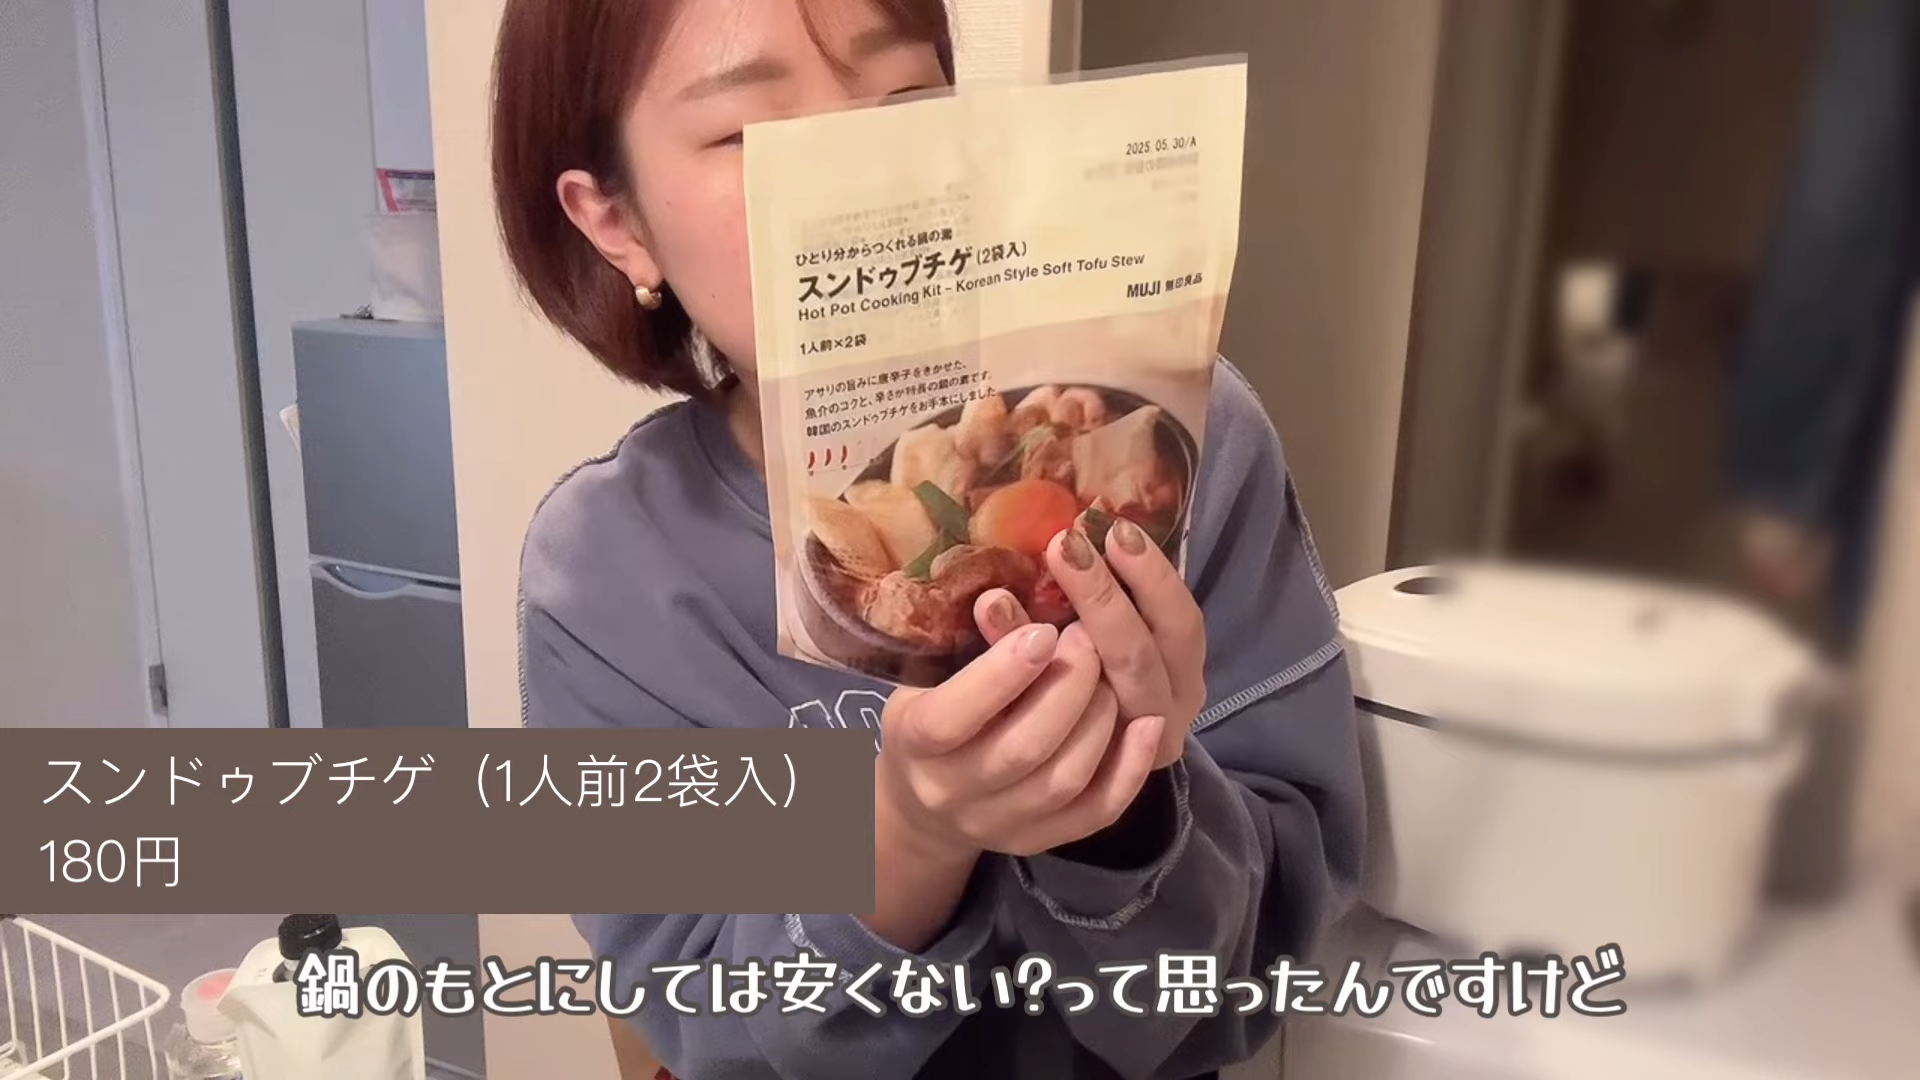 2025.05.30/A
ひとり分からつくれる鍋の素
スンドゥブチゲ(2袋入)
Hot Pot Cooking Kit – Korean Style Soft Tofu Stew
MUJI 無印良品
1人前×2袋
アサリの旨みに唐辛子をきかせた、
魚介のコクと、辛さが特長の鍋の素です。
韓国のスンドゥブチゲをお手本にしました。
スンドゥブチゲ（1人前2袋入）
180円
鍋のもとにしては安くない?って思ったんですけど